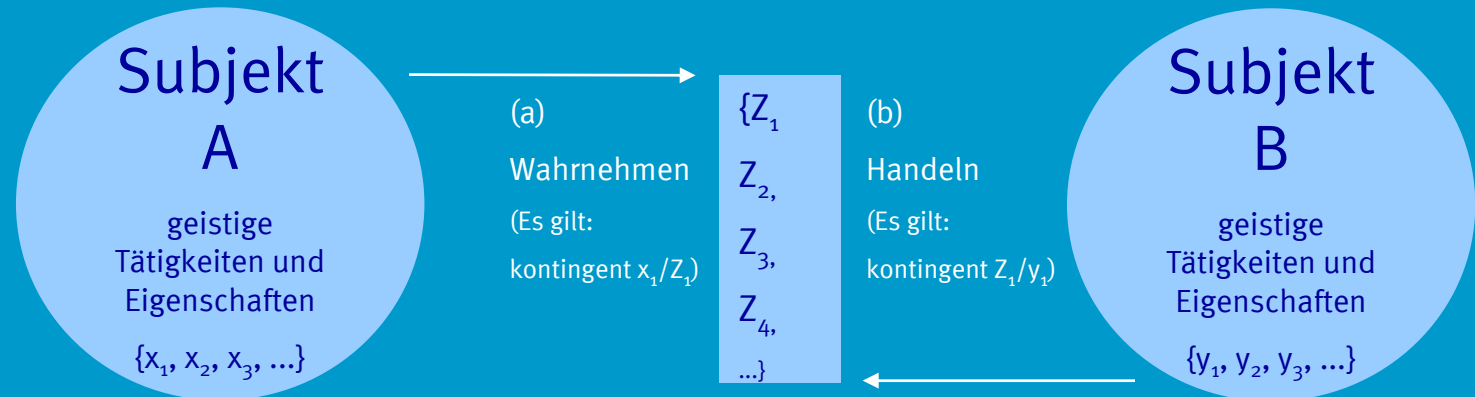 Subjekt
A
geistige
Tätigkeiten und
Eigenschaften
{x₁, x₂, x₃, ...}
(a)
Wahrnehmen
(Es gilt:
kontingent x₁/Z₁)
{Z₁
Z₂,
Z₃,
Z₄,
...}
(b)
Handeln
(Es gilt:
kontingent Z₁/y₁)
Subjekt
B
geistige
Tätigkeiten und
Eigenschaften
{y₁, y₂, y₃, ...}